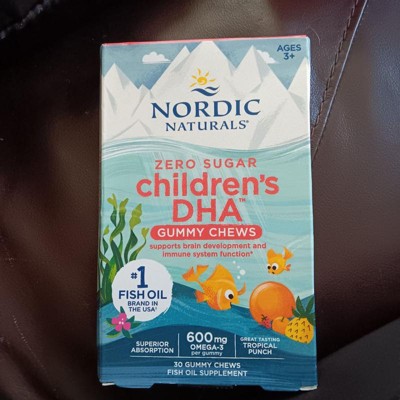 AGES
3+
NORDIC
NATURALS®
ZERO SUGAR
children's
DHA™
GUMMY CHEWS
supports brain development and
immune system function*
#1
FISH OIL
BRAND IN
THE USA†
SUPERIOR
ABSORPTION
600mg
OMEGA-3
per gummy
GREAT TASTING
TROPICAL
PUNCH
30 GUMMY CHEWS
FISH OIL SUPPLEMENT